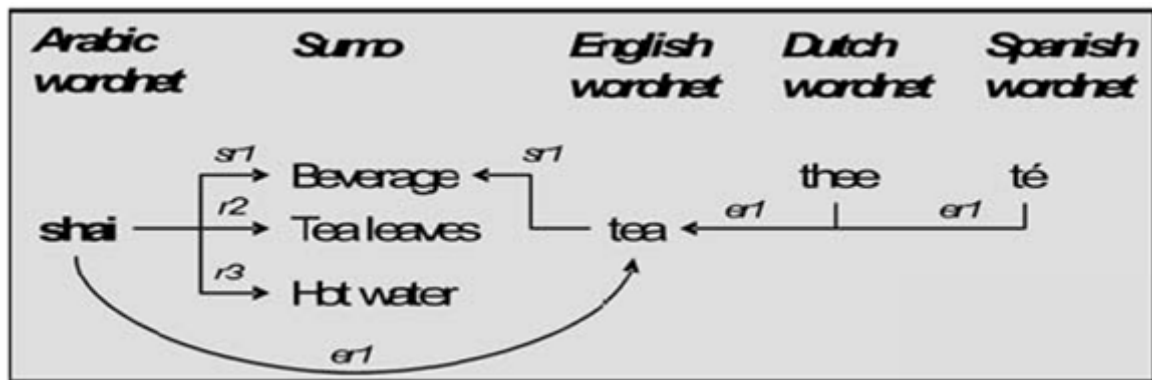 Arabic wordnet
Sumo
English wordnet
Dutch wordnet
Spanish wordnet
sr1
Beverage
sr1
thee
té
shai
r2
Tea leaves
tea
er1
er1
r3
Hot water
er1